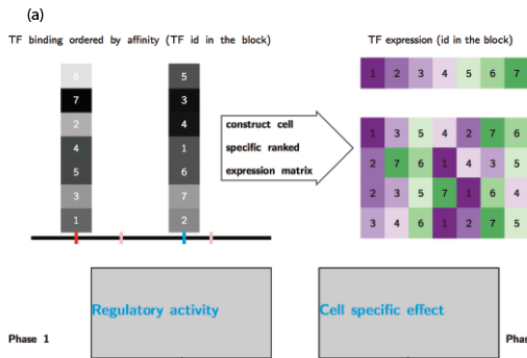 (a)
TF binding ordered by affinity (TF id in the block)
TF expression (id in the block)
6 5
7 3
2 4
4 1
5 6
3 7
1 2
construct cell
specific ranked
expression matrix
1 2 3 4 5 6 7
1 3 5 4 2 7 6
2 7 6 1 4 3 5
2 3 5 7 1 6 4
3 4 6 1 2 7 5
Regulatory activity
Cell specific effect
Phase 1
Phas